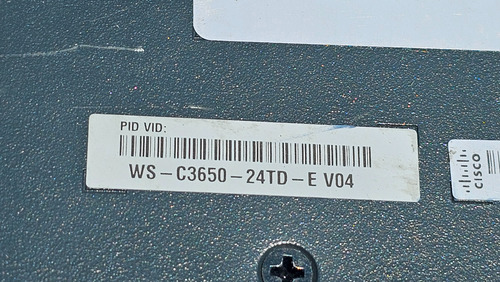 PID VID:
WS-C3650-24TD-E V04
CISCO